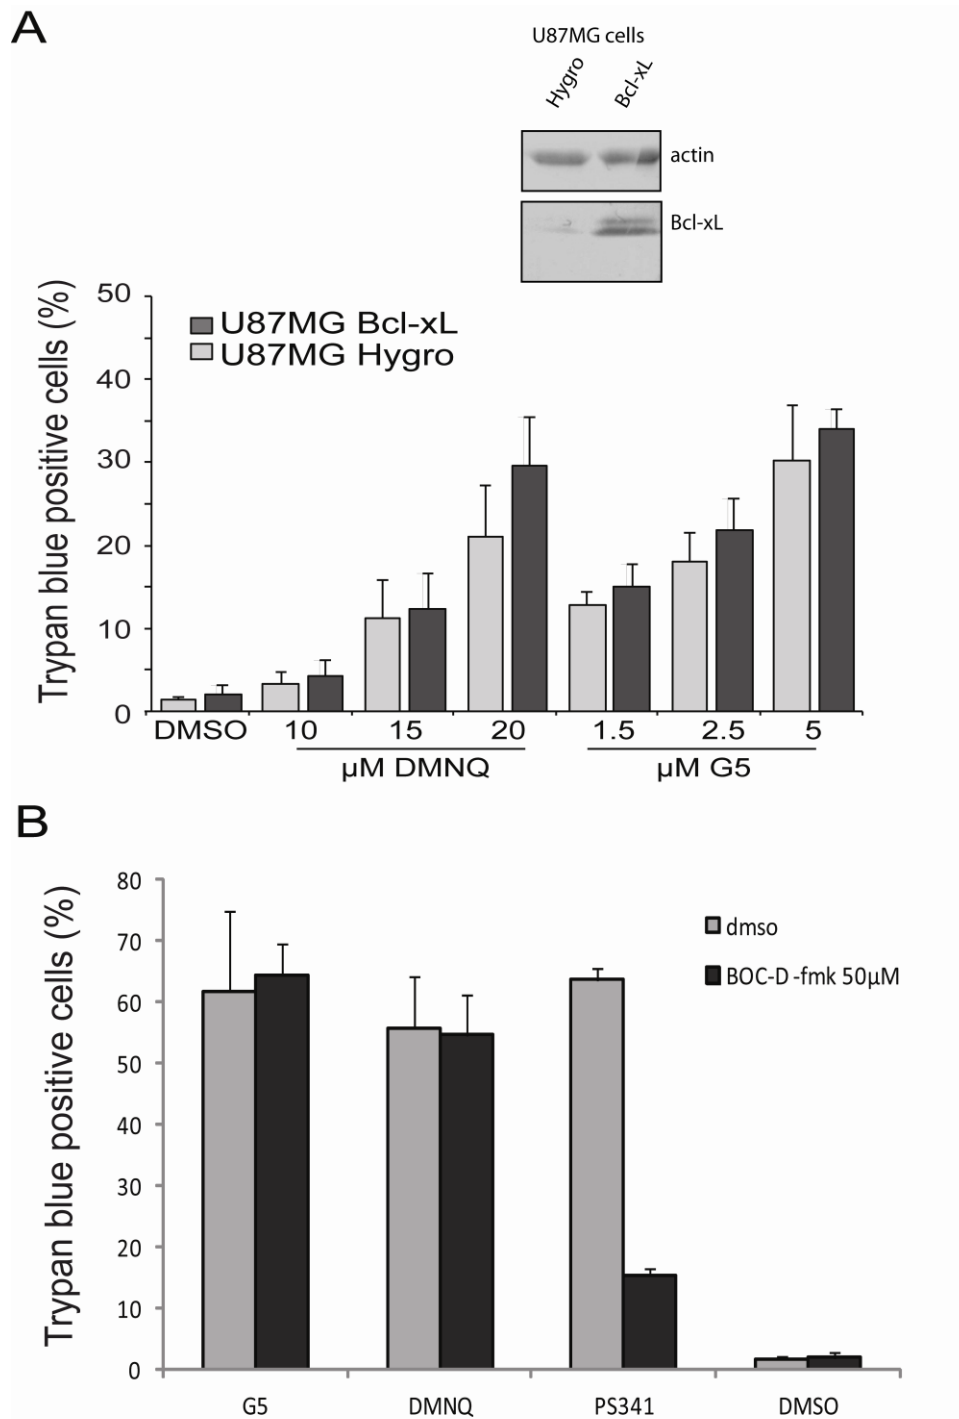 A
U87MG cells
Hygro Bcl-xL
actin
Bcl-xL
Trypan blue positive cells (%)
50
40
30
20
10
0
U87MG Bcl-xL
U87MG Hygro
DMSO 10 15 20 1.5 2.5 5
µM DMNQ µM G5
B
Trypan blue positive cells (%)
80
70
60
50
40
30
20
10
0
dmso
BOC-D -fmk 50µM
G5 DMNQ PS341 DMSO